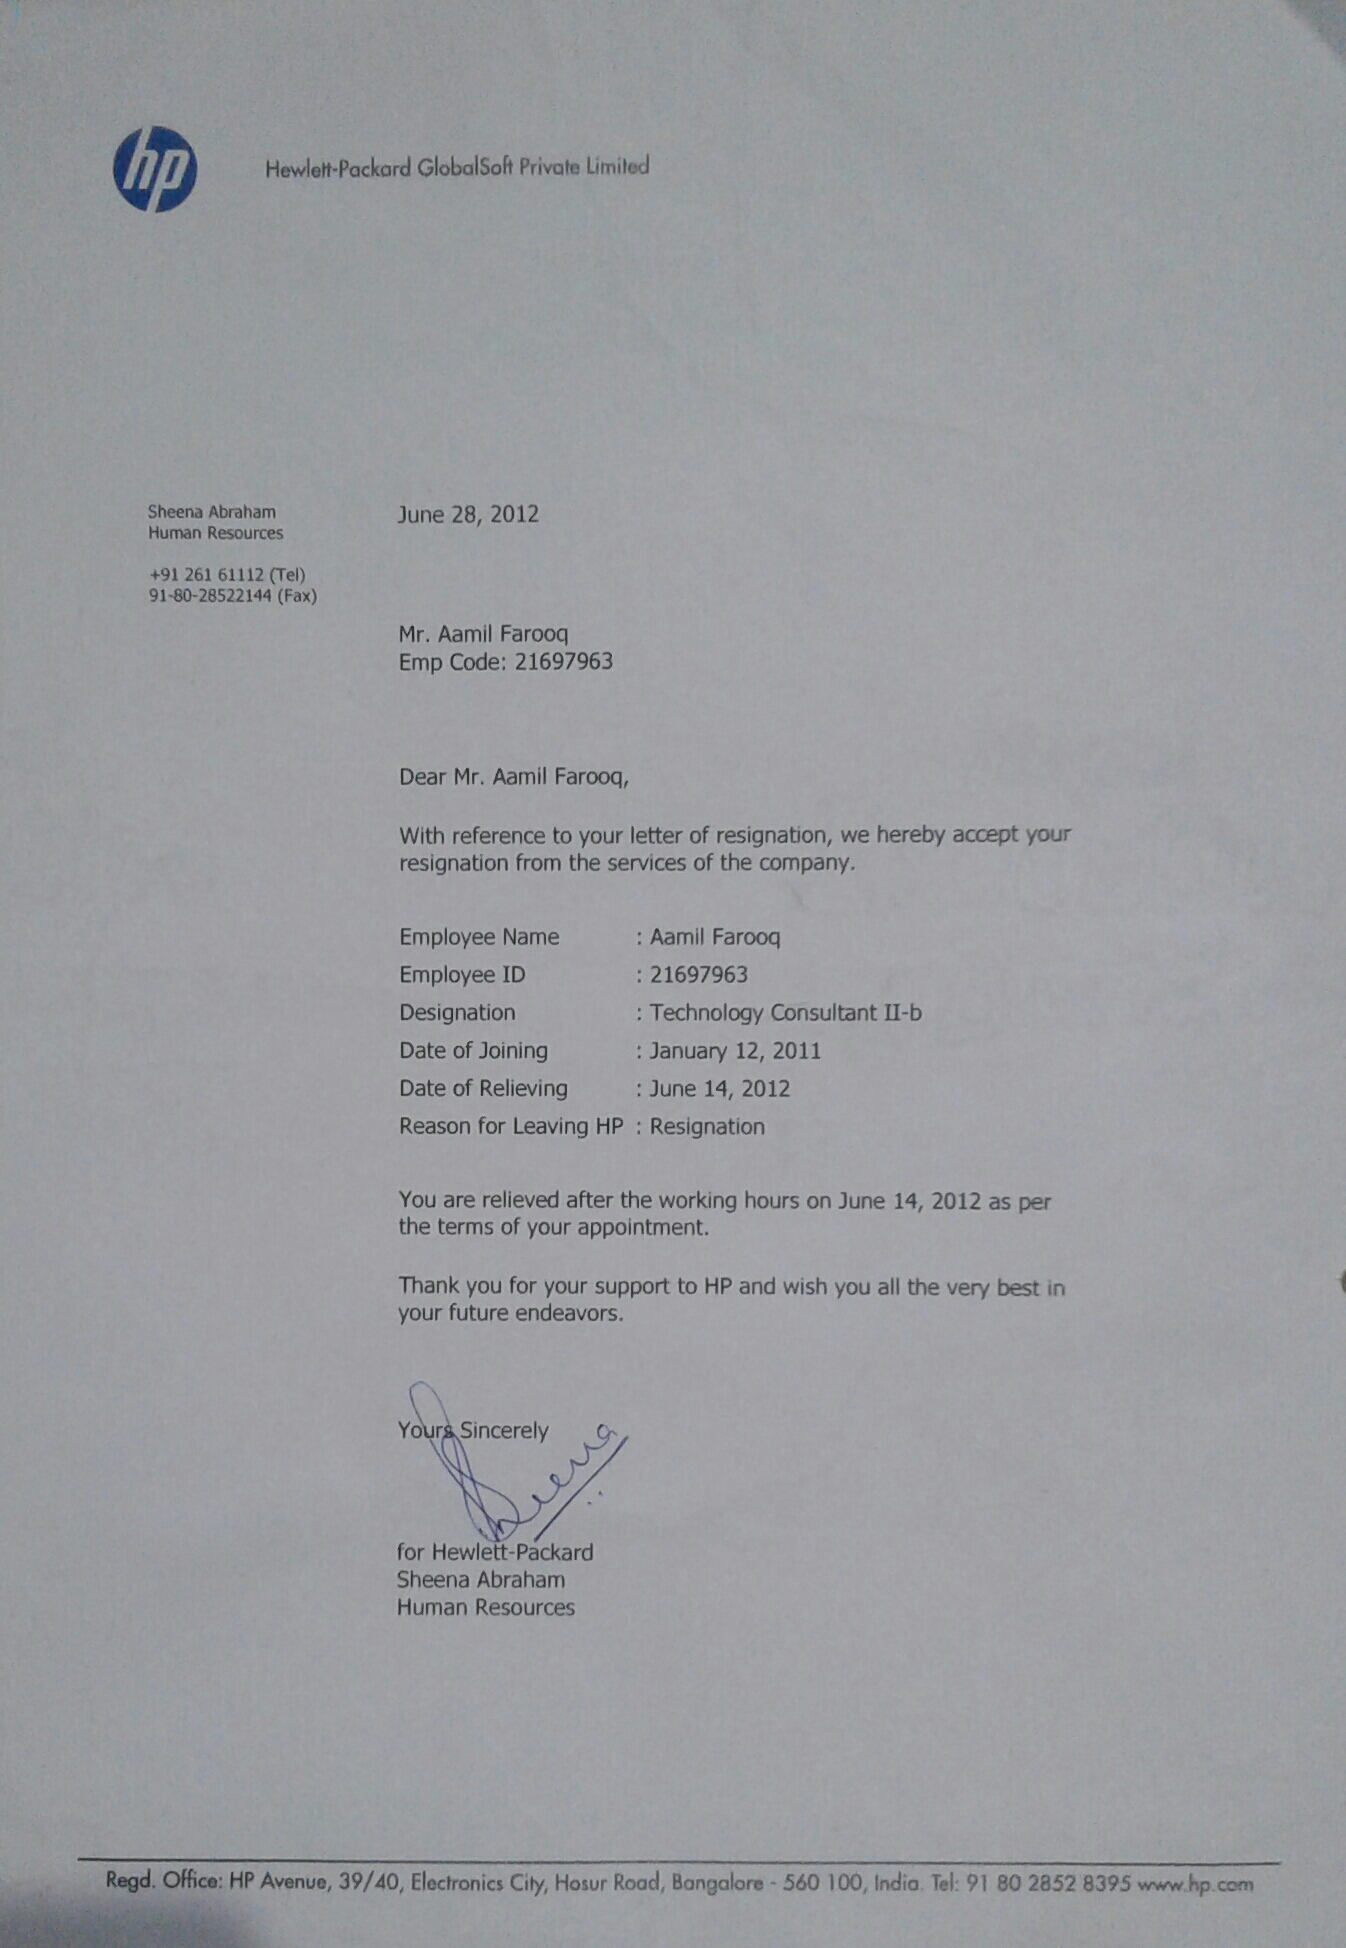 hp
Hewlett-Packard GlobalSoft Private Limited
Sheena Abraham
Human Resources
+91 261 61112 (Tel)
91-80-28522144 (Fax)
June 28, 2012
Mr. Aamil Farooq
Emp Code: 21697963
Dear Mr. Aamil Farooq,
With reference to your letter of resignation, we hereby accept your
resignation from the services of the company.
Employee Name : Aamil Farooq
Employee ID : 21697963
Designation : Technology Consultant II-b
Date of Joining : January 12, 2011
Date of Relieving : June 14, 2012
Reason for Leaving HP : Resignation
You are relieved after the working hours on June 14, 2012 as per
the terms of your appointment.
Thank you for your support to HP and wish you all the very best in
your future endeavors.
Yours Sincerely
Sheena
for Hewlett-Packard
Sheena Abraham
Human Resources
Regd. Office: HP Avenue, 39/40, Electronics City, Hosur Road, Bangalore - 560 100, India. Tel: 91 80 2852 8395 www.hp.com